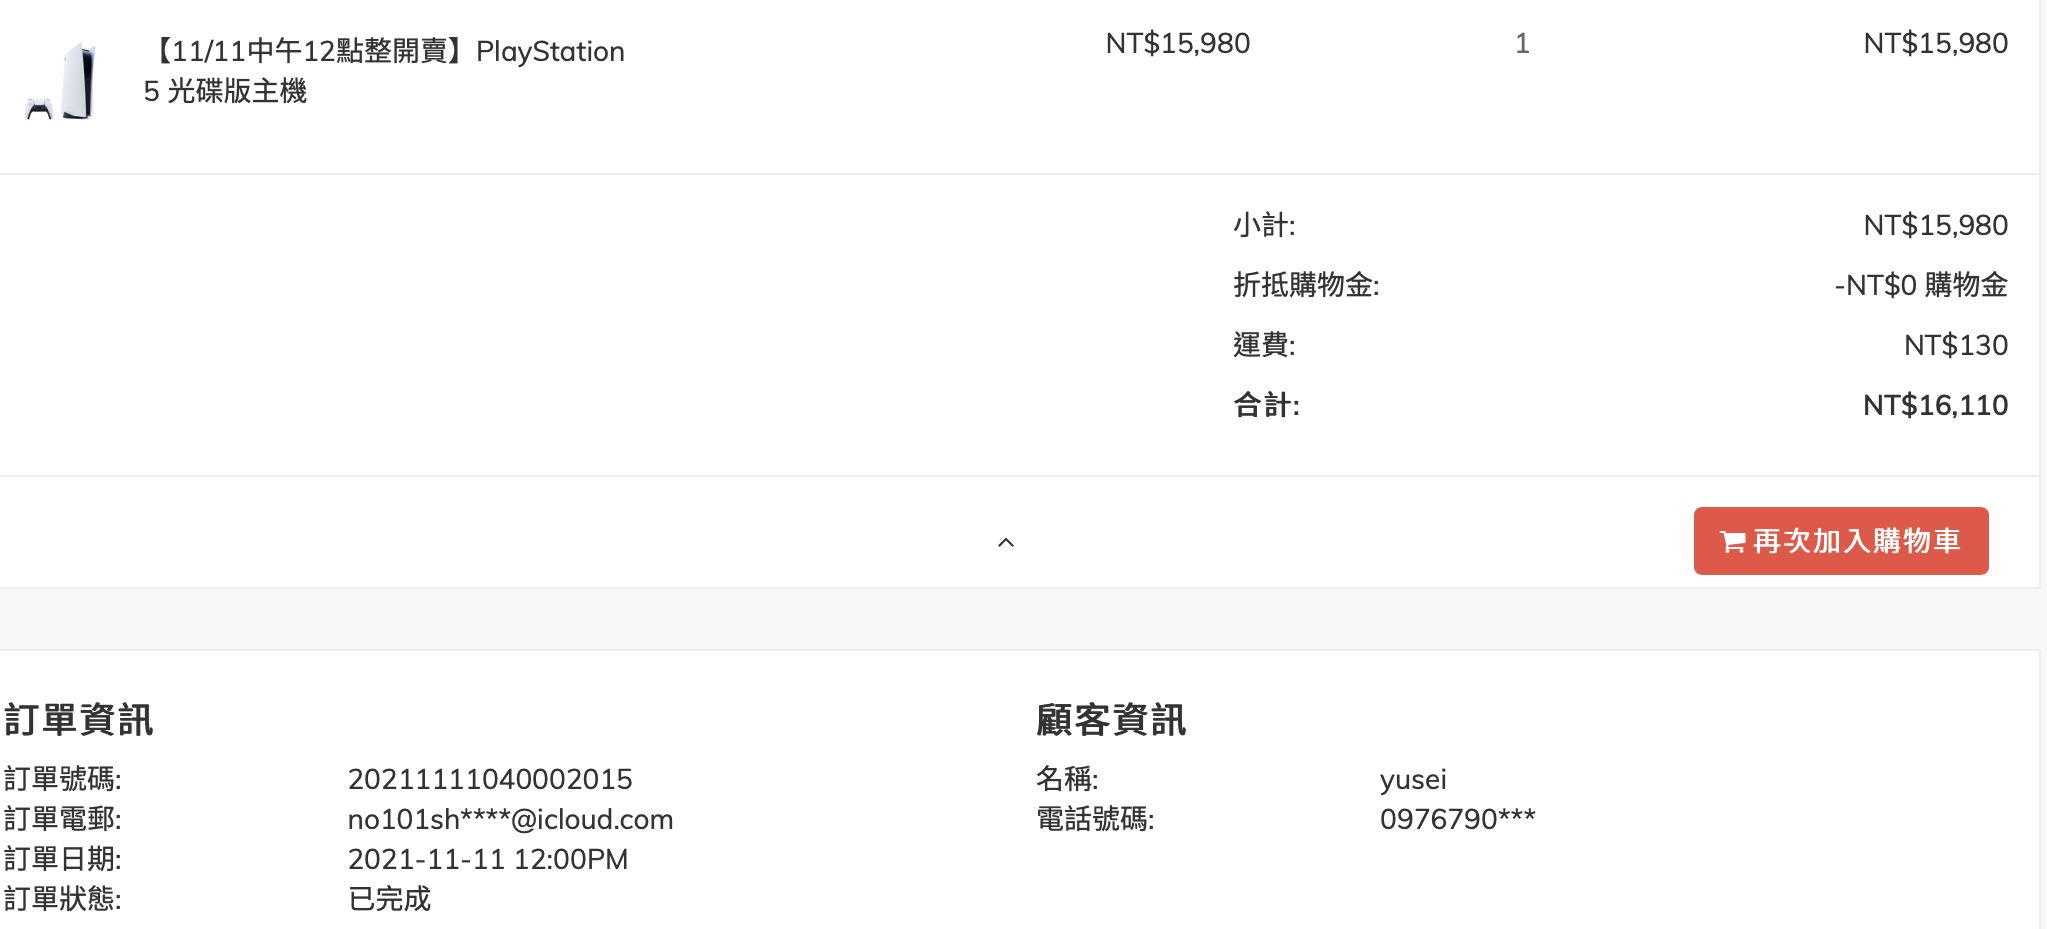 【11/11中午12點整開賣】PlayStation
5 光碟版主機
NT$15,980
1
NT$15,980
小計:
NT$15,980
折抵購物金:
-NT$0 購物金
運費:
NT$130
合計:
NT$16,110
再次加入購物車
訂單資訊
訂單號碼:
20211111040002015
訂單電郵:
no101sh****@icloud.com
訂單日期:
2021-11-11 12:00PM
訂單狀態:
已完成
顧客資訊
名稱:
yusei
電話號碼:
0976790***